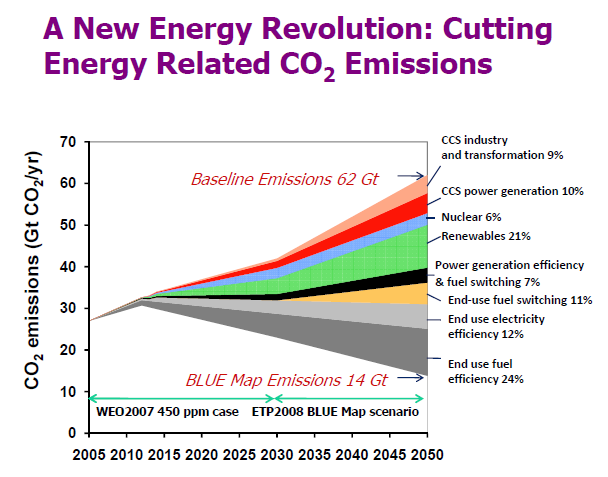 A New Energy Revolution: Cutting
Energy Related CO2 Emissions
CO2 emissions (Gt CO2/yr)
70
60
50
40
30
20
10
0
2005 2010 2015 2020 2025 2030 2035 2040 2045 2050
Baseline Emissions 62 Gt
BLUE Map Emissions 14 Gt
WEO2007 450 ppm case
ETP2008 BLUE Map scenario
CCS industry
and transformation 9%
CCS power generation 10%
Nuclear 6%
Renewables 21%
Power generation efficiency
& fuel switching 7%
End-use fuel switching 11%
End use electricity
efficiency 12%
End use fuel
efficiency 24%